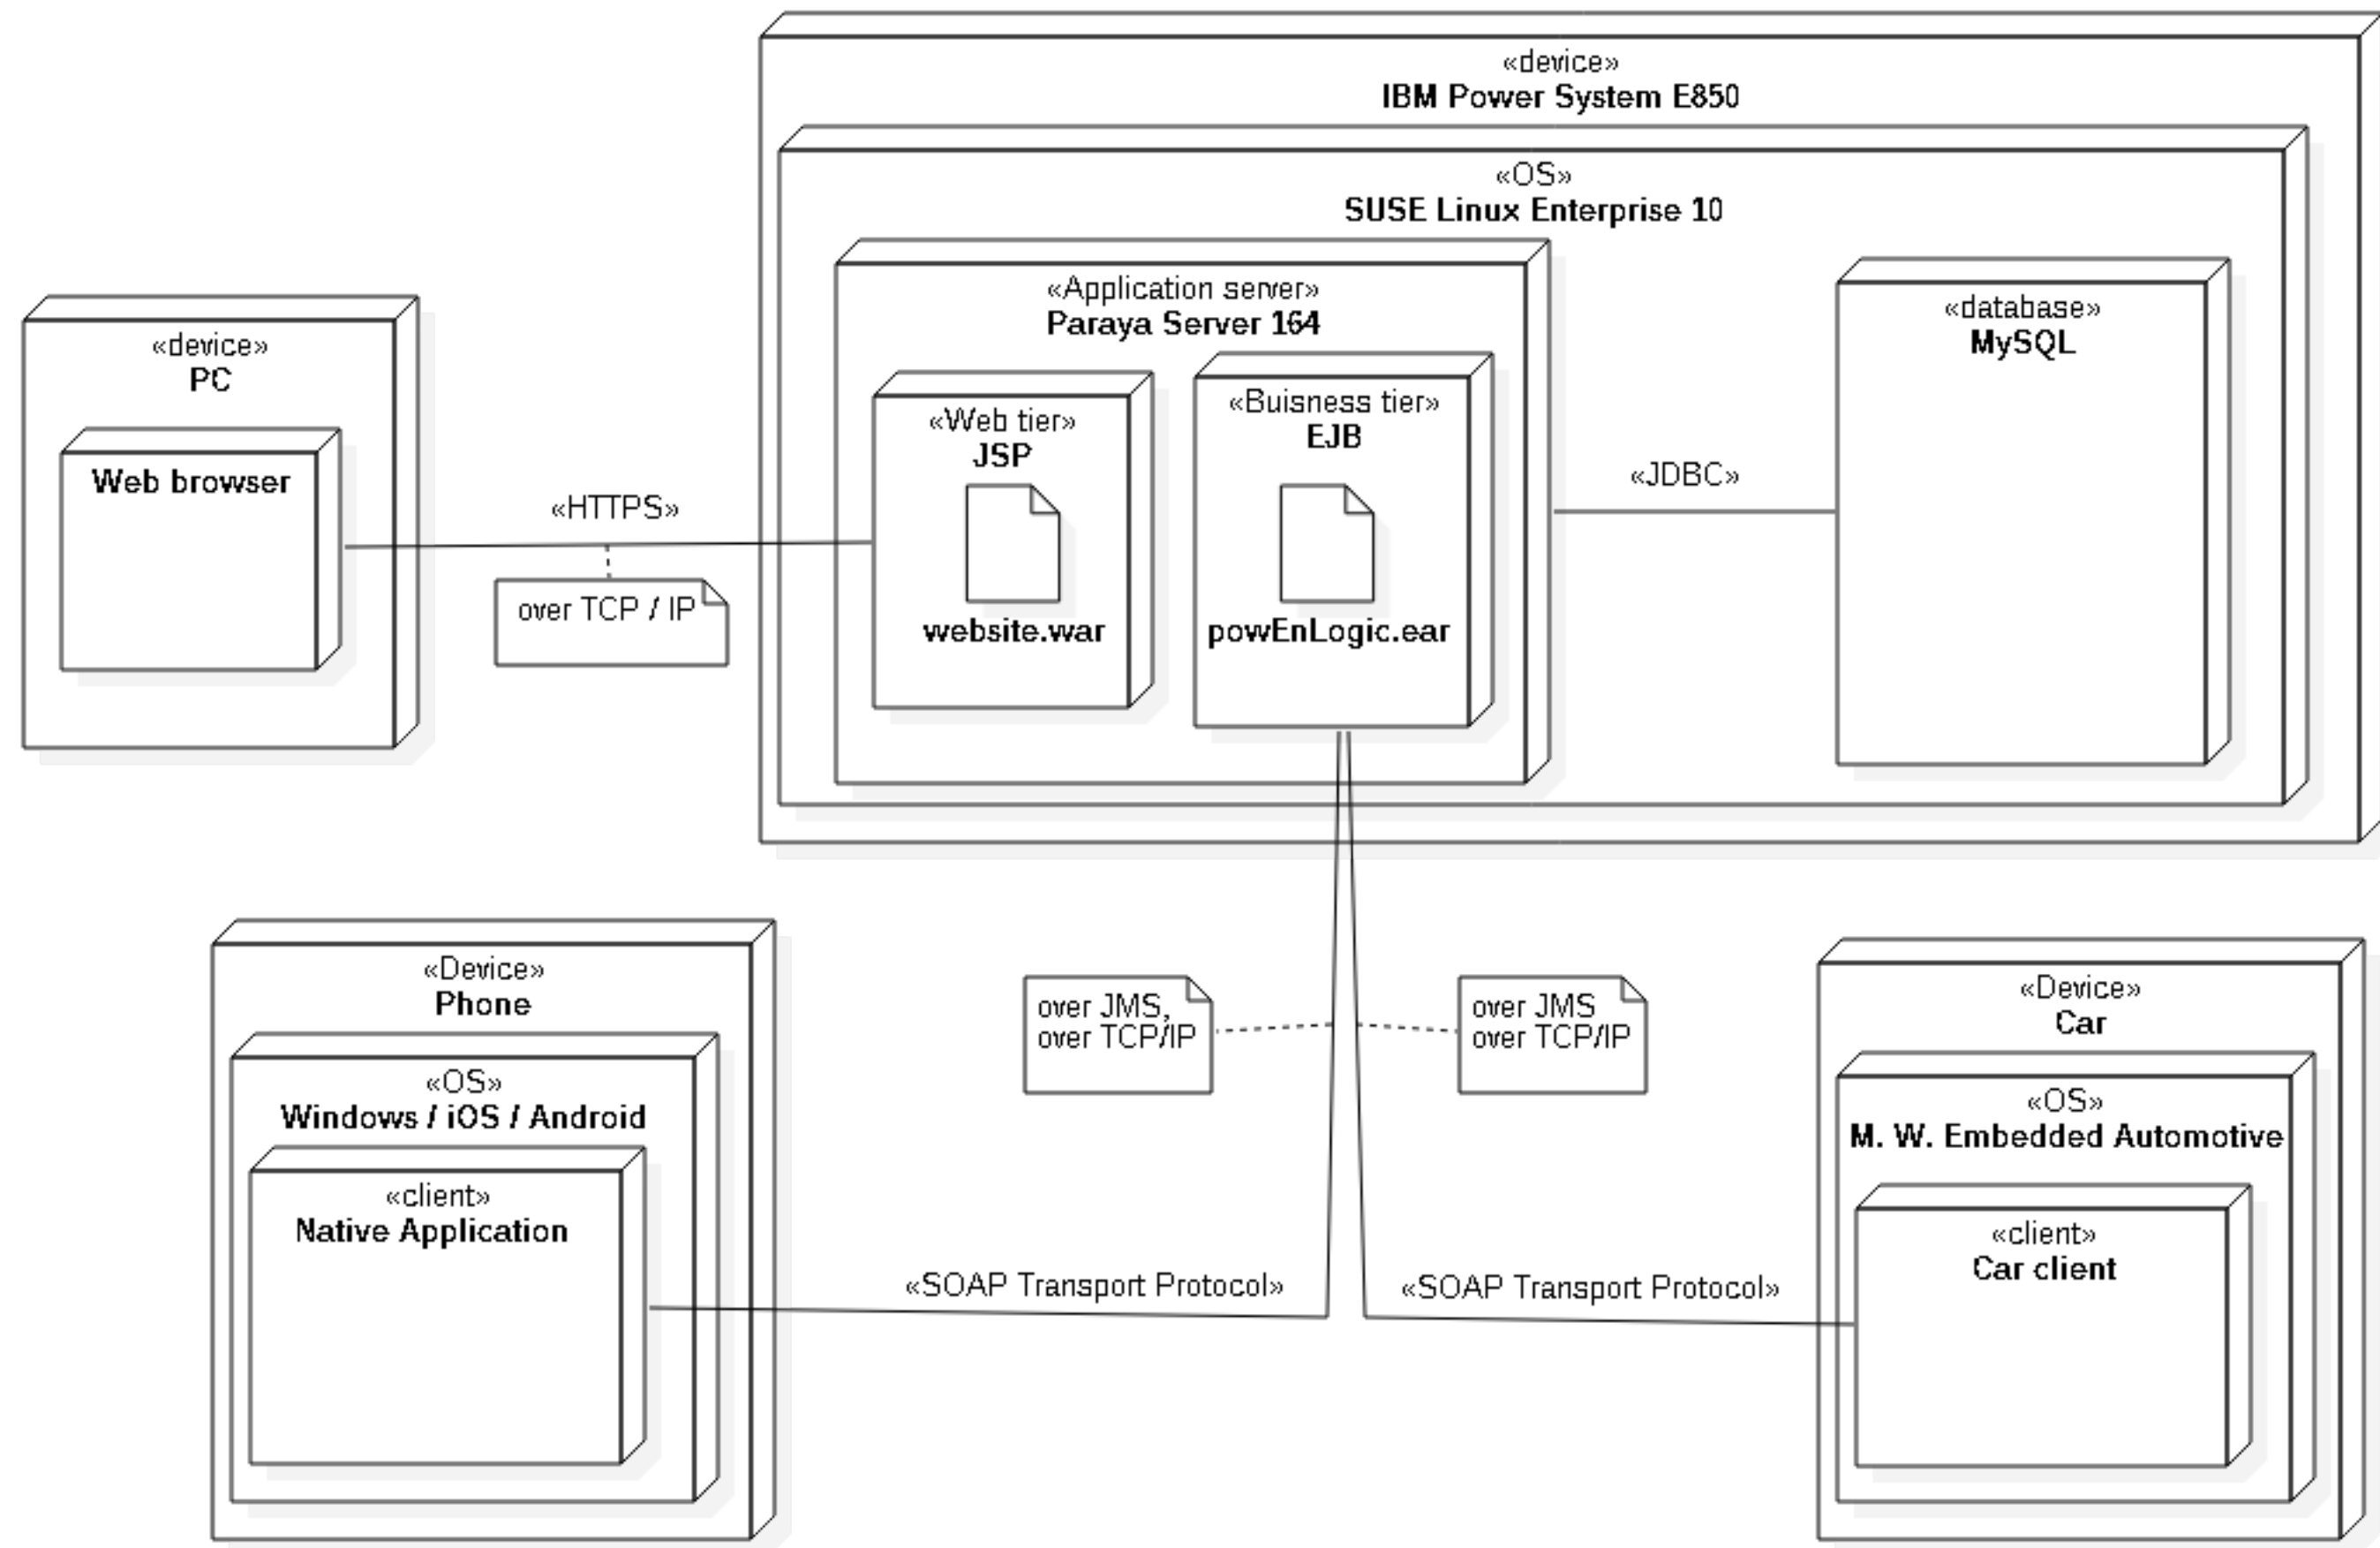 «device»
IBM Power System E850
«OS»
SUSE Linux Enterprise 10
«Application server»
Paraya Server 164
«database»
MySQL
«device»
PC
Web browser
«Web tier»
JSP
website.war
«Buisness tier»
EJB
powEnLogic.ear
«JDBC»
«HTTPS»
over TCP / IP
«Device»
Phone
«OS»
Windows / iOS / Android
«client»
Native Application
over JMS,
over TCP/IP
over JMS
over TCP/IP
«SOAP Transport Protocol»
«SOAP Transport Protocol»
«Device»
Car
«OS»
M. W. Embedded Automotive
«client»
Car client